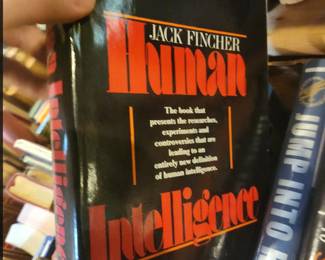 JACK FINCHER
Human
The book that
presents the researches,
experiments and
controversies that are
leading to an
entirely new definition
of human intelligence.
Intelligence
JUMP INTO